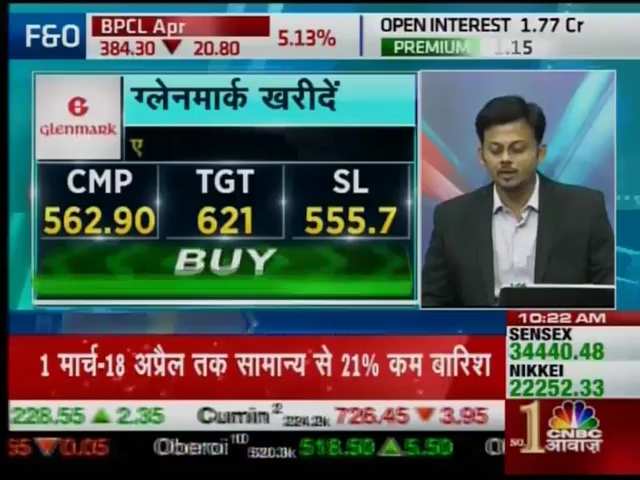 F&O
BPCL Apr
384.30 ▼ 20.80 5.13%
OPEN INTEREST 1.77 Cr
PREMIUM 1.15
GLENMARK
ग्लेनमार्क खरीदें
ए
CMP TGT SL
562.90 621 555.7
BUY
10:22 AM
SENSEX
34440.48
NIKKEI
22252.33
1 मार्च-18 अप्रैल तक सामान्य से 21% कम बारिश
228.55 ▲ 2.35 Cumin 726.45 ▼ 3.95
55 ▼ 0.05 Oberoi 518.50 ▲ 5.50
NO. 1 CNBC
आवाज़